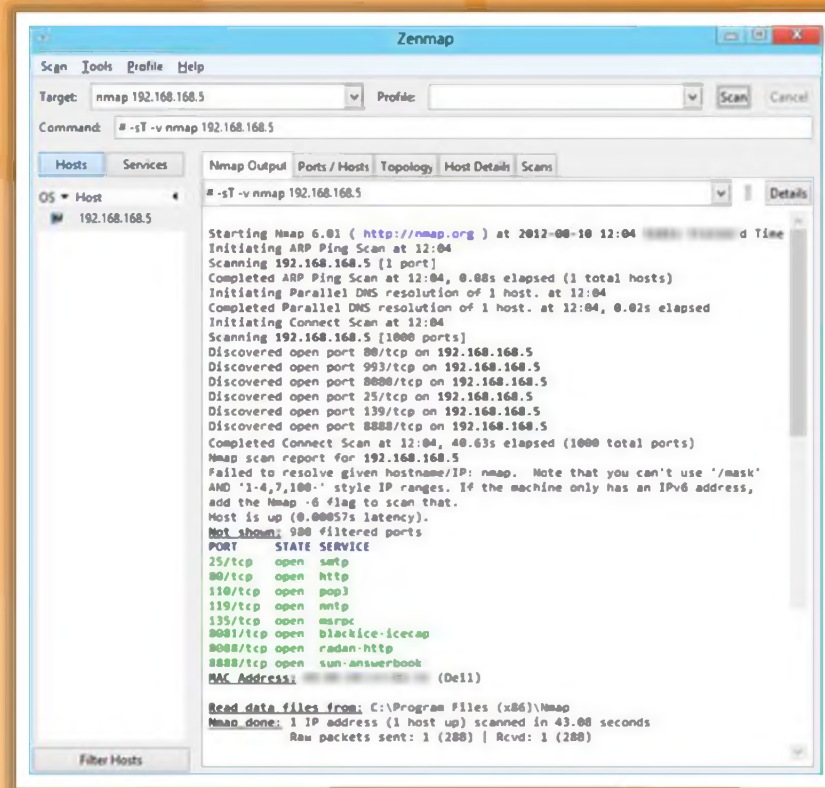 Zenmap
Scan Tools Profile Help
Target: nmap 192.168.168.5 Profile: Scan Cancel
Command: # -sT -v nmap 192.168.168.5
Hosts Services
Nmap Output Ports / Hosts Topology Host Details Scans
OS Host
192.168.168.5
# -sT -v nmap 192.168.168.5 Details
Starting Nmap 6.01 ( http://nmap.org ) at 2012-08-10 12:04 d Time
Initiating ARP Ping Scan at 12:04
Scanning 192.168.168.5 [1 port]
Completed ARP Ping Scan at 12:04, 0.08s elapsed (1 total hosts)
Initiating Parallel DNS resolution of 1 host. at 12:04
Completed Parallel DNS resolution of 1 host. at 12:04, 0.02s elapsed
Initiating Connect Scan at 12:04
Scanning 192.168.168.5 [1000 ports]
Discovered open port 80/tcp on 192.168.168.5
Discovered open port 993/tcp on 192.168.168.5
Discovered open port 8080/tcp on 192.168.168.5
Discovered open port 25/tcp on 192.168.168.5
Discovered open port 139/tcp on 192.168.168.5
Discovered open port 8888/tcp on 192.168.168.5
Completed Connect Scan at 12:04, 40.63s elapsed (1000 total ports)
Nmap scan report for 192.168.168.5
Failed to resolve given hostname/IP: nmap. Note that you can't use '/mask'
AND '1-4,7,100-' style IP ranges. If the machine only has an IPv6 address,
add the Nmap -6 flag to scan that.
Host is up (0.00057s latency).
Not shown: 980 filtered ports
PORT STATE SERVICE
25/tcp open smtp
80/tcp open http
110/tcp open pop3
119/tcp open nntp
135/tcp open msrpc
8081/tcp open blackice-icecap
8088/tcp open radan-http
8888/tcp open sun-answerbook
MAC Address: (Dell)
Read data files from: C:\Program Files (x86)\Nmap
Nmap done: 1 IP address (1 host up) scanned in 43.08 seconds
Raw packets sent: 1 (28B) | Rcvd: 1 (28B)
Filter Hosts